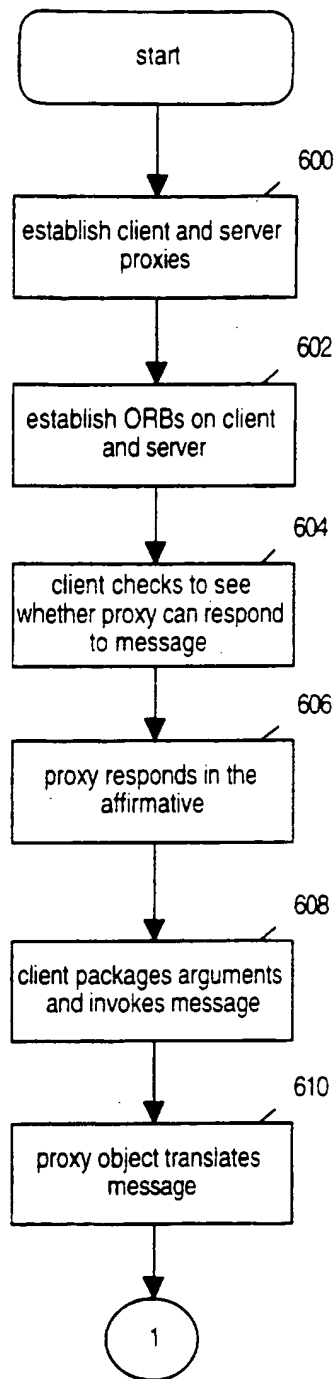 start
600
establish client and server
proxies
602
establish ORBs on client
and server
604
client checks to see
whether proxy can respond
to message
606
proxy responds in the
affirmative
608
client packages arguments
and invokes message
610
proxy object translates
message
1